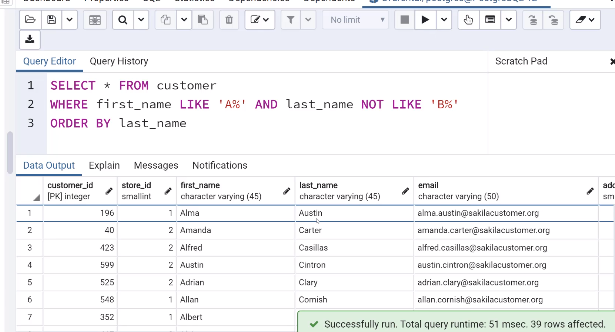 No limit
Query Editor Query History Scratch Pad
1 SELECT * FROM customer
2 WHERE first_name LIKE 'A%' AND last_name NOT LIKE 'B%'
3 ORDER BY last_name
Data Output Explain Messages Notifications
customer_id store_id first_name last_name email
[PK] integer smallint character varying (45) character varying (45) character varying (50)
1 196 1 Alma Austin alma.austin@sakilacustomer.org
2 40 2 Amanda Carter amanda.carter@sakilacustomer.org
3 423 2 Alfred Casillas alfred.casillas@sakilacustomer.org
4 599 2 Austin Cintron austin.cintron@sakilacustomer.org
5 525 2 Adrian Clary adrian.clary@sakilacustomer.org
6 548 1 Allan Cornish allan.cornish@sakilacustomer.org
7 352 1 Albert
Successfully run. Total query runtime: 51 msec. 39 rows affected.